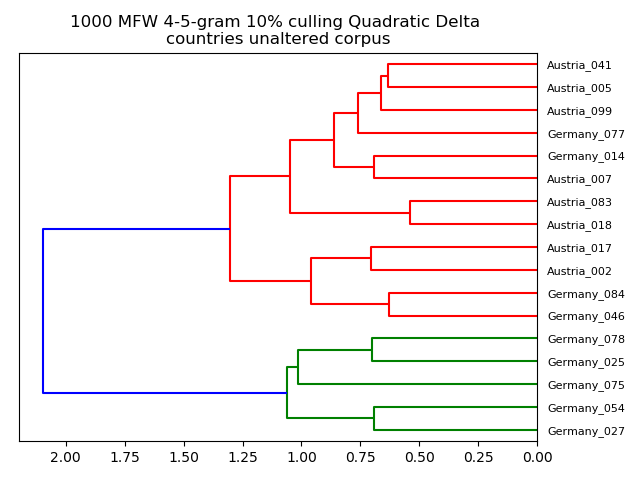 1000 MFW 4-5-gram 10% culling Quadratic Delta
countries unaltered corpus
Austria_041
Austria_005
Austria_099
Germany_077
Germany_014
Austria_007
Austria_083
Austria_018
Austria_017
Austria_002
Germany_084
Germany_046
Germany_078
Germany_025
Germany_075
Germany_054
Germany_027
2.00 1.75 1.50 1.25 1.00 0.75 0.50 0.25 0.00